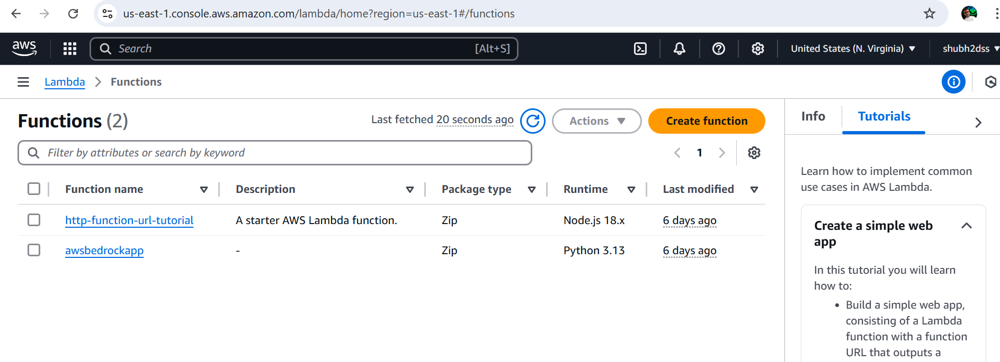 us-east-1.console.aws.amazon.com/lambda/home?region=us-east-1#/functions
aws
Search [Alt+S]
United States (N. Virginia)
shubh2dss
Lambda Functions
Functions (2)
Last fetched 20 seconds ago
Actions
Create function
Filter by attributes or search by keyword
1
Function name Description Package type Runtime Last modified
http-function-url-tutorial A starter AWS Lambda function. Zip Node.js 18.x 6 days ago
awsbedrockapp - Zip Python 3.13 6 days ago
Info Tutorials
Learn how to implement common
use cases in AWS Lambda.
Create a simple web
app
In this tutorial you will learn
how to:
• Build a simple web app,
consisting of a Lambda
function with a function
URL that outputs a